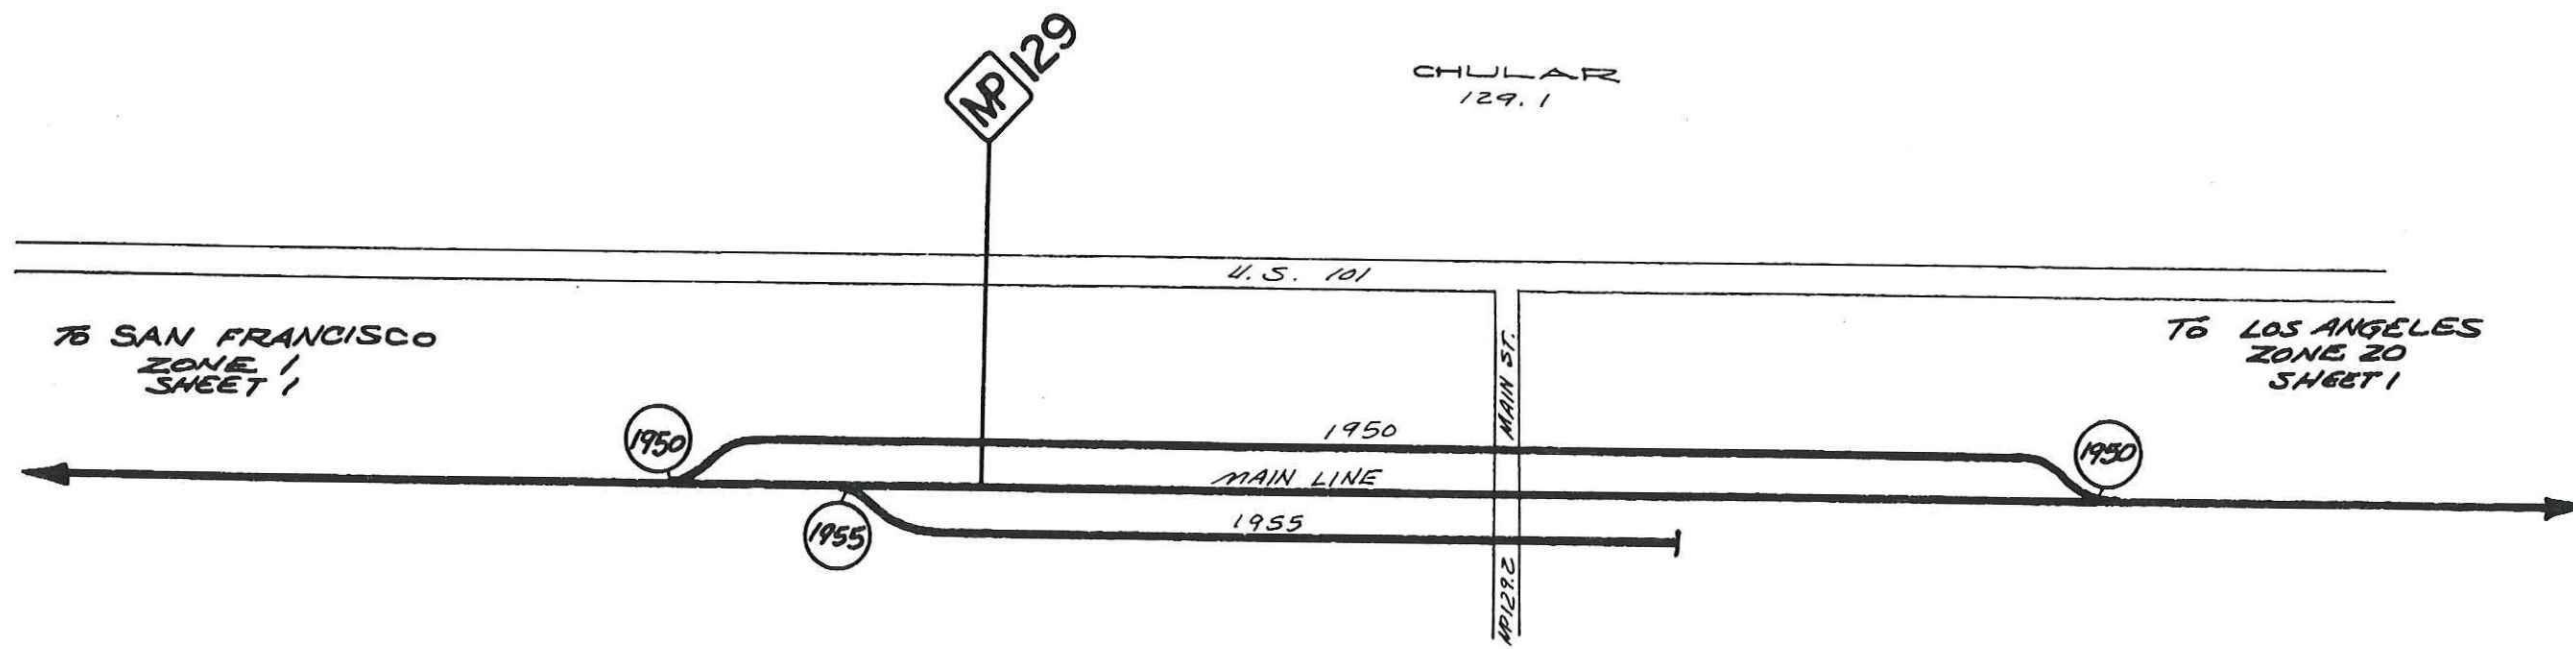 MP 129
CHULAR
129.1
U.S. 101
TO SAN FRANCISCO
ZONE 1
SHEET 1
TO LOS ANGELES
ZONE 20
SHEET 1
MAIN ST.
1950
1950
1950
MAIN LINE
1955
1955
MP129.2